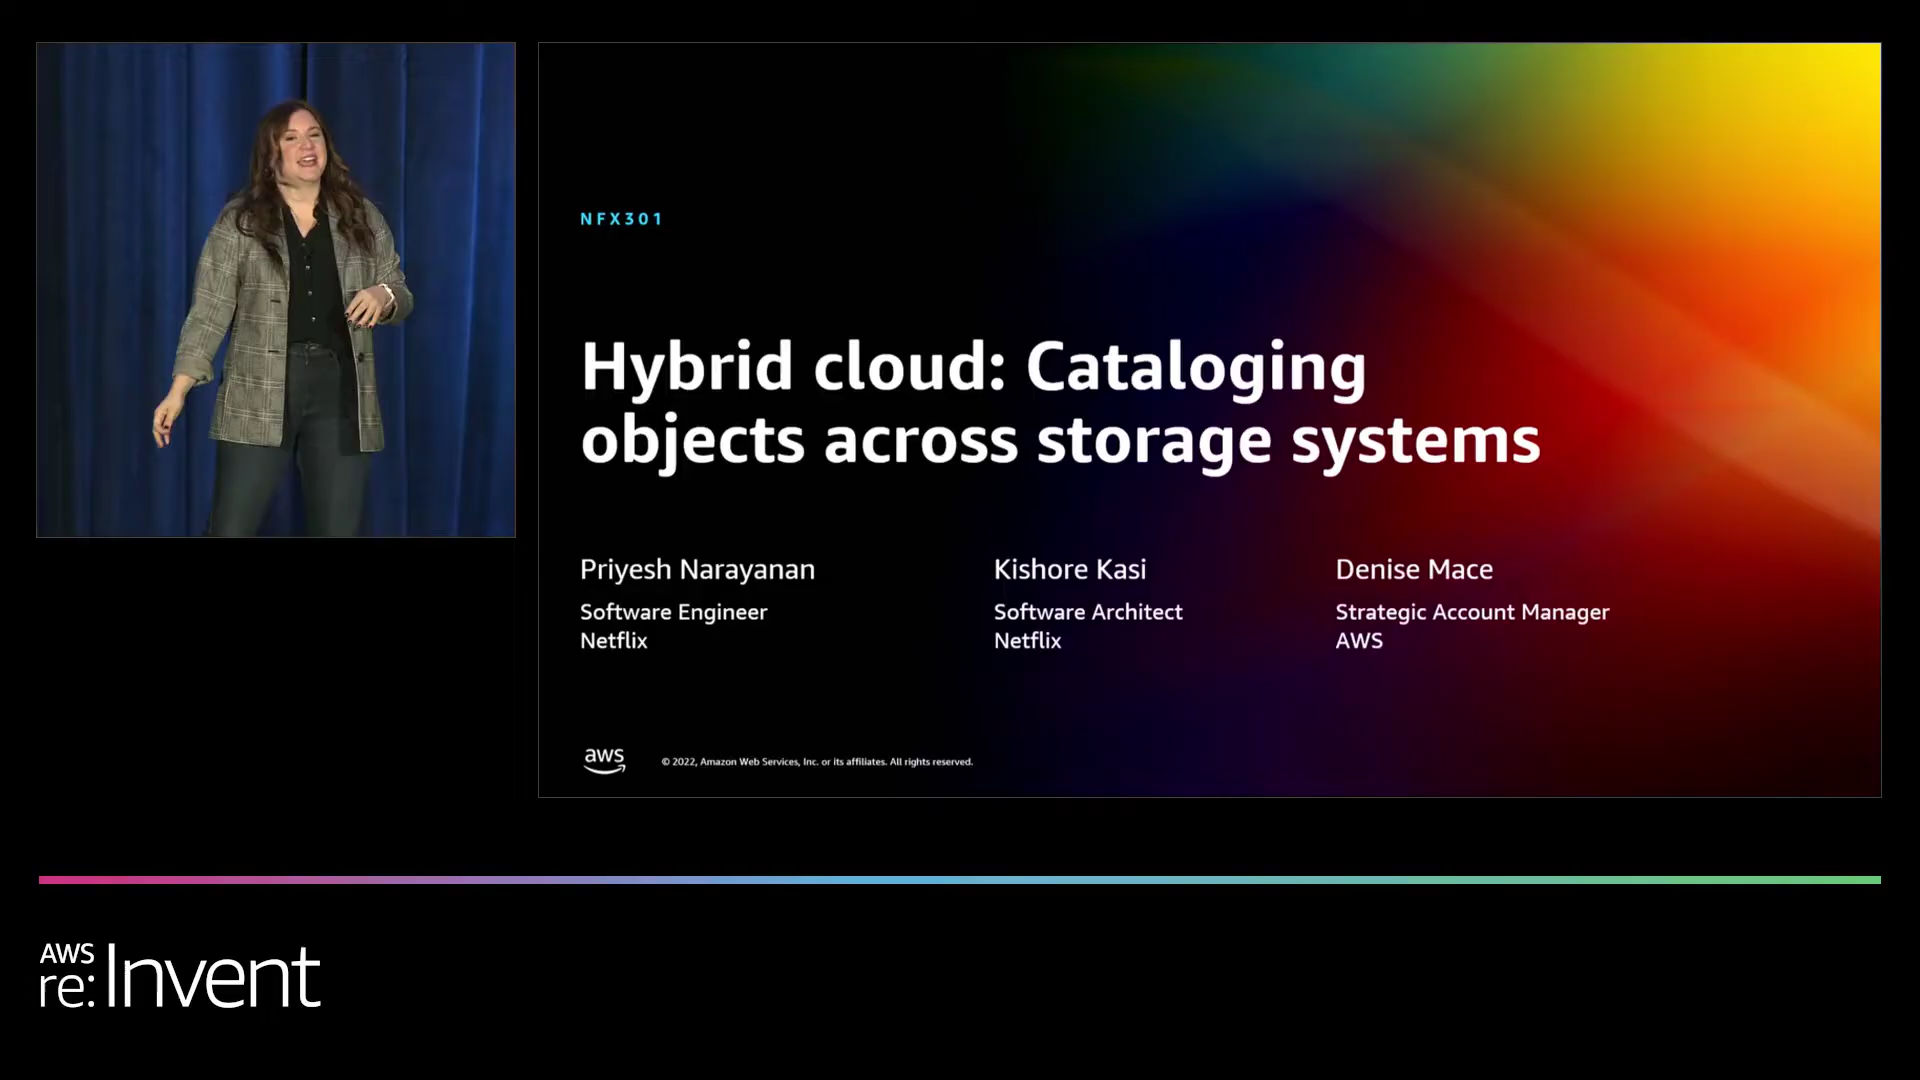 NFX301
Hybrid cloud: Cataloging
objects across storage systems
Priyesh Narayanan
Software Engineer
Netflix
Kishore Kasi
Software Architect
Netflix
Denise Mace
Strategic Account Manager
AWS
aws
© 2022, Amazon Web Services, Inc. or its affiliates. All rights reserved.
AWS
re:Invent